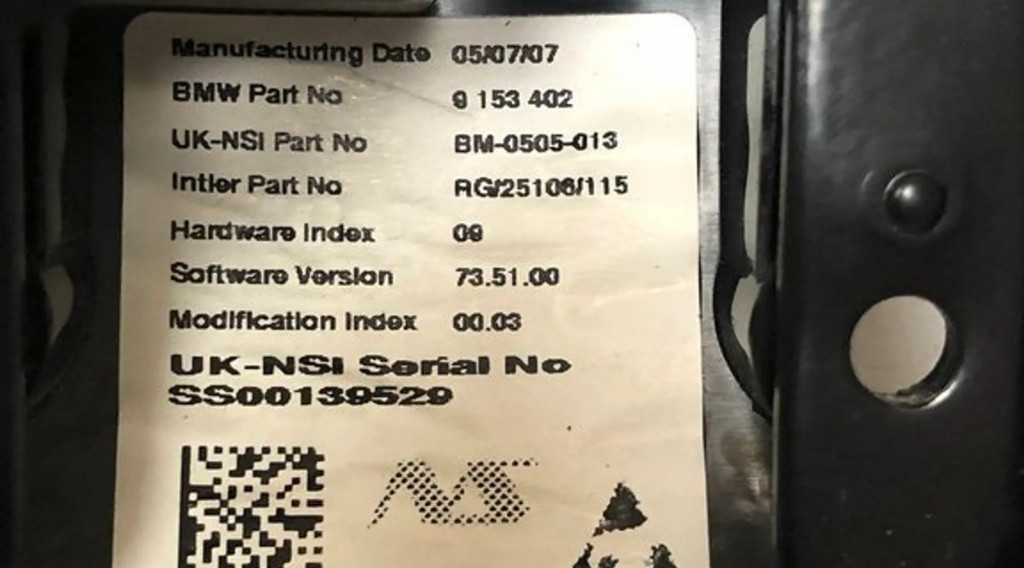 Manufacturing Date 05/07/07
BMW Part No 9 153 402
UK-NSI Part No BM-0505-013
Intier Part No RG/25106/115
Hardware Index 09
Software Version 73.51.00
Modification Index 00.03
UK-NSI Serial No
SS00139529
NS